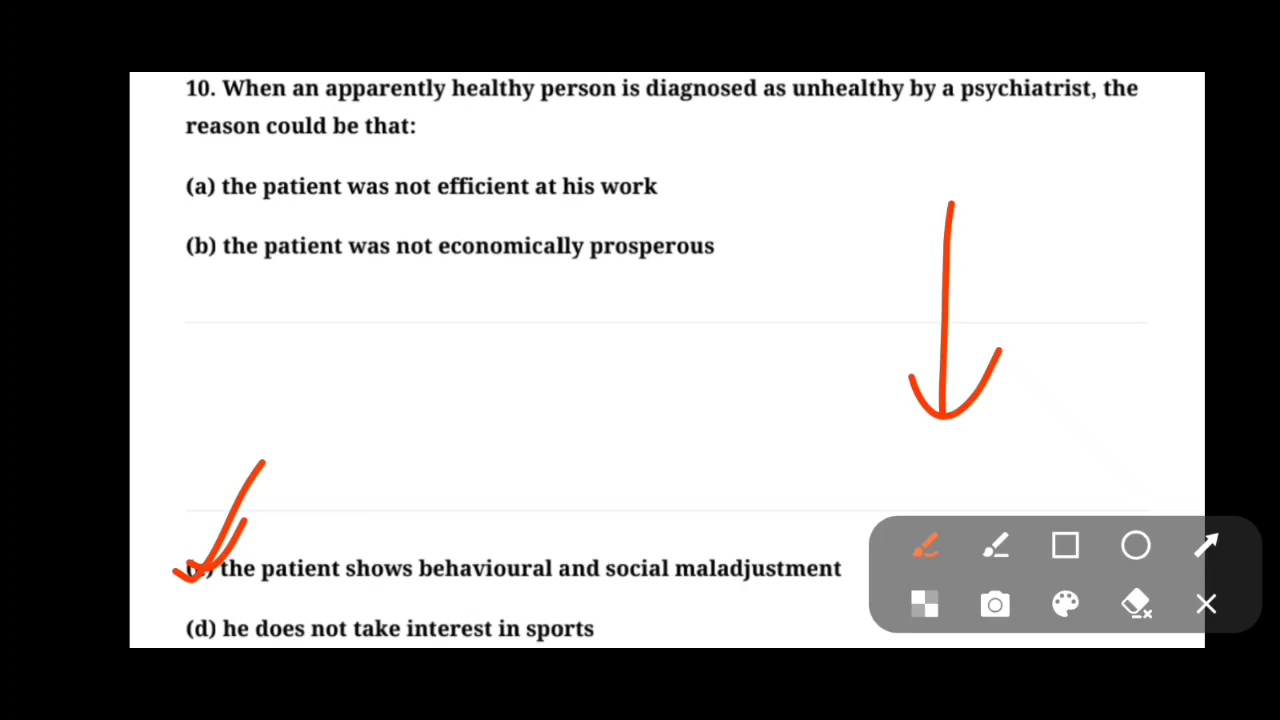 10. When an apparently healthy person is diagnosed as unhealthy by a psychiatrist, the
reason could be that:
(a) the patient was not efficient at his work
(b) the patient was not economically prosperous
the patient shows behavioural and social maladjustment
(d) he does not take interest in sports